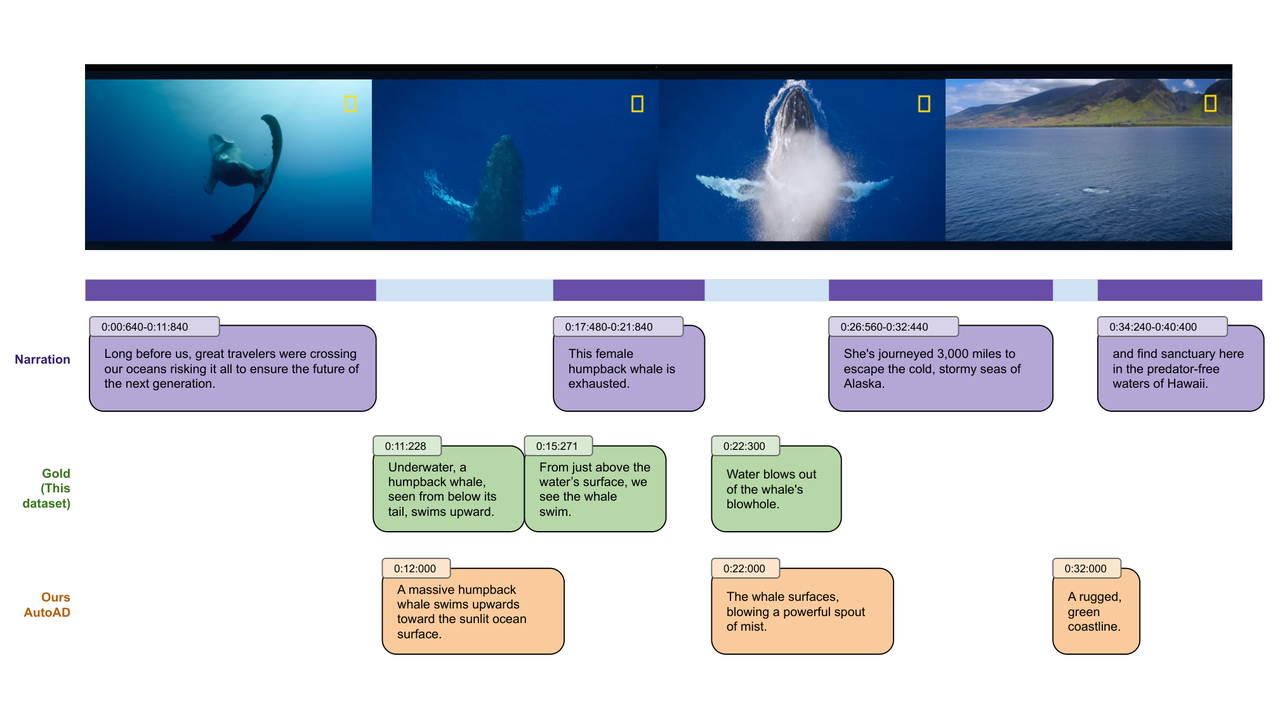 Narration
0:00:640-0:11:840
Long before us, great travelers were crossing
our oceans risking it all to ensure the future of
the next generation.
0:17:480-0:21:840
This female
humpback whale is
exhausted.
0:26:560-0:32:440
She's journeyed 3,000 miles to
escape the cold, stormy seas of
Alaska.
0:34:240-0:40:400
and find sanctuary here
in the predator-free
waters of Hawaii.
Gold
(This
dataset)
0:11:228
Underwater, a
humpback whale,
seen from below its
tail, swims upward.
0:15:271
From just above the
water’s surface, we
see the whale
swim.
0:22:300
Water blows out
of the whale's
blowhole.
Ours
AutoAD
0:12:000
A massive humpback
whale swims upwards
toward the sunlit ocean
surface.
0:22:000
The whale surfaces,
blowing a powerful spout
of mist.
0:32:000
A rugged,
green
coastline.